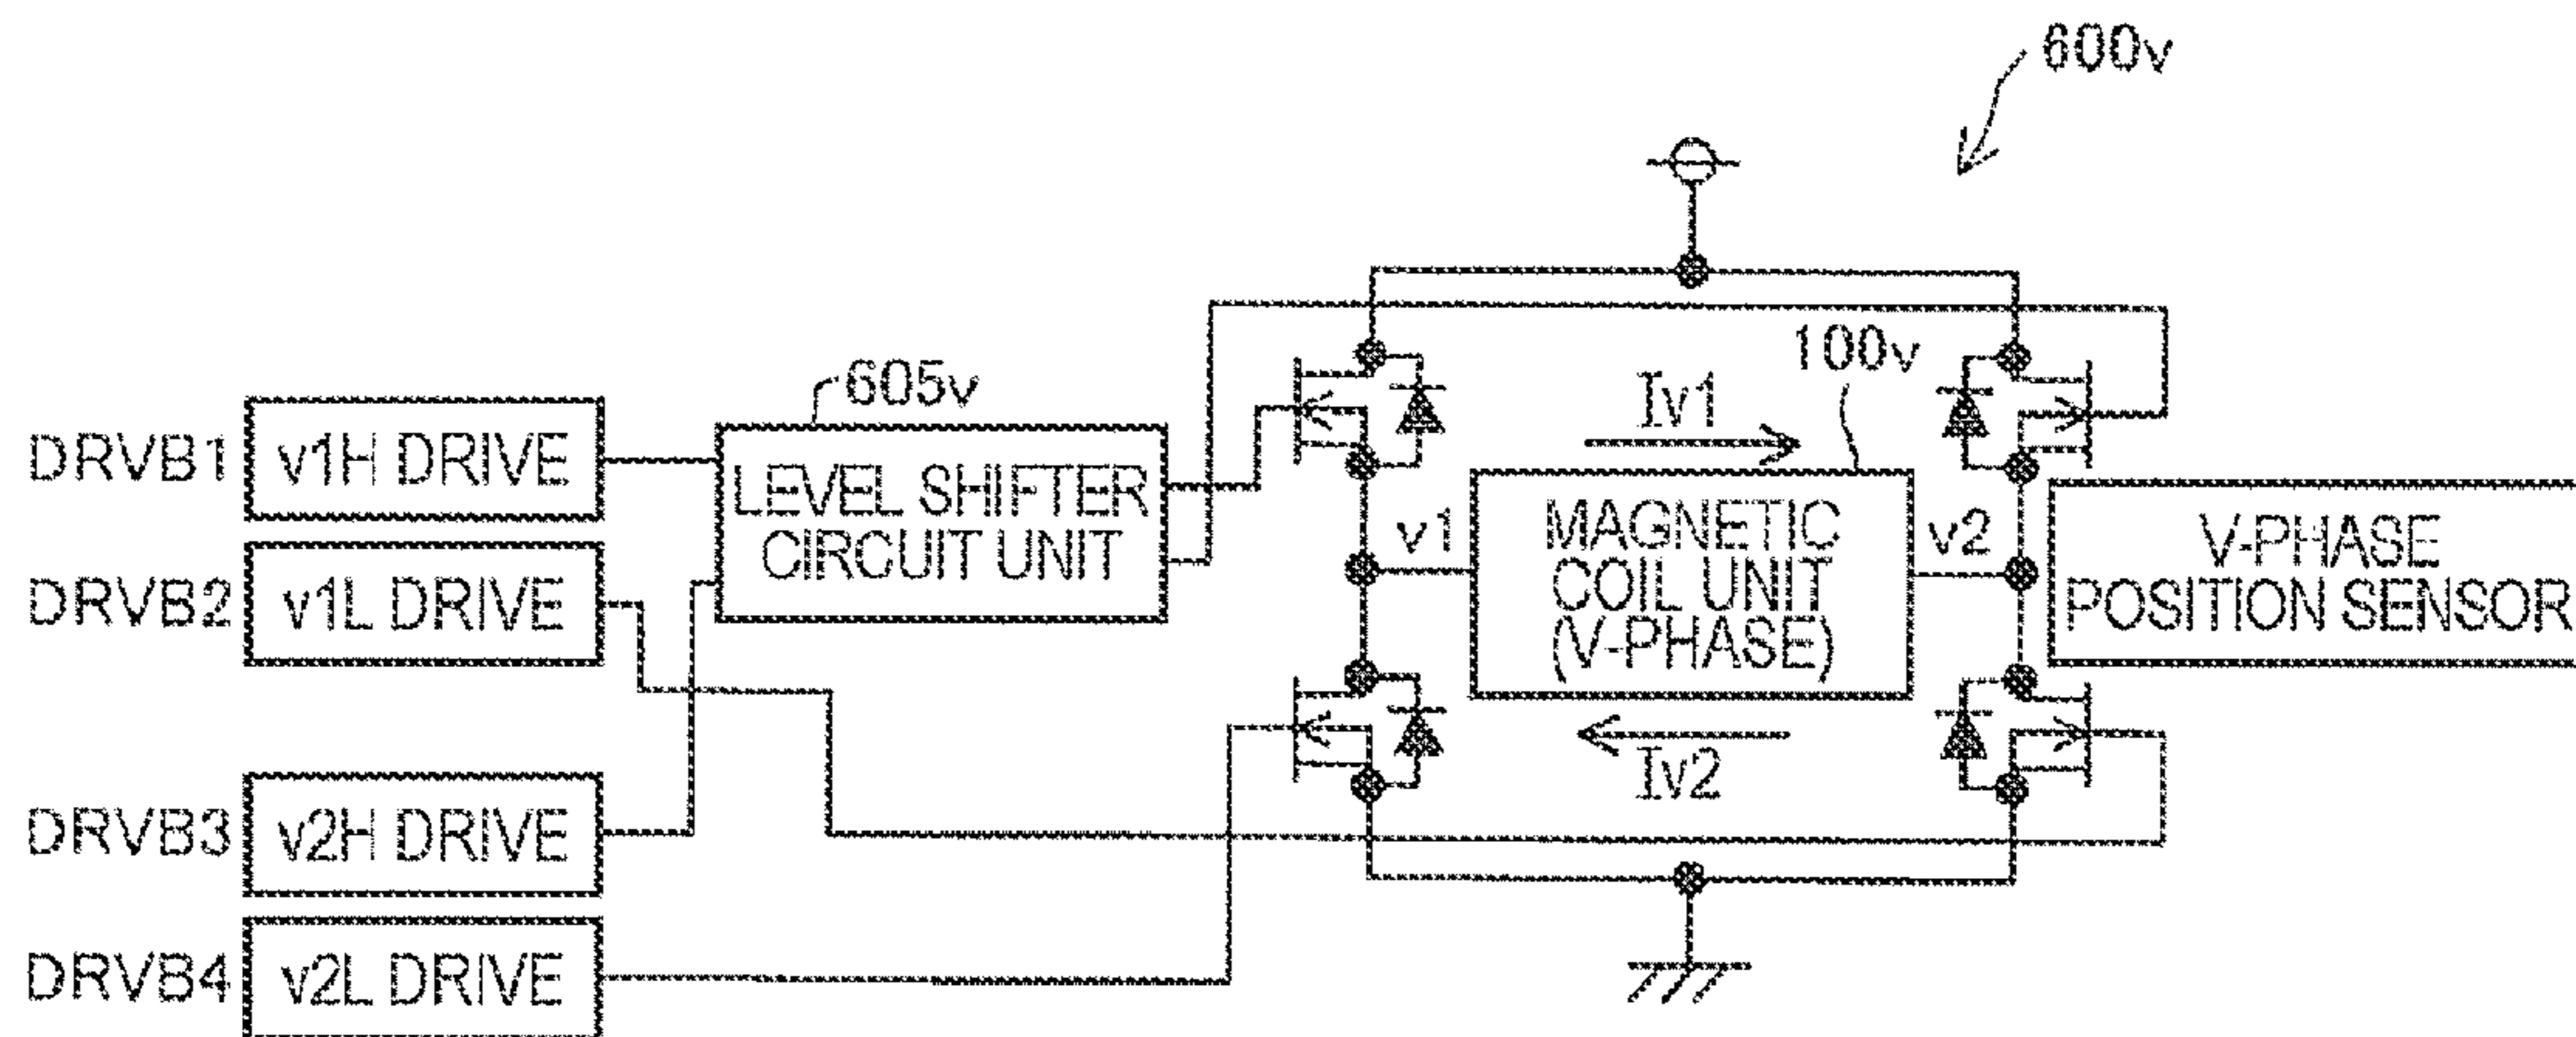 600v
605v
100v
Iv1
DRVB1
v1H DRIVE
LEVEL SHIFTER
CIRCUIT UNIT
v1
MAGNETIC
COIL UNIT
(V-PHASE)
v2
V-PHASE
POSITION SENSOR
DRVB2
v1L DRIVE
Iv2
DRVB3
v2H DRIVE
DRVB4
v2L DRIVE